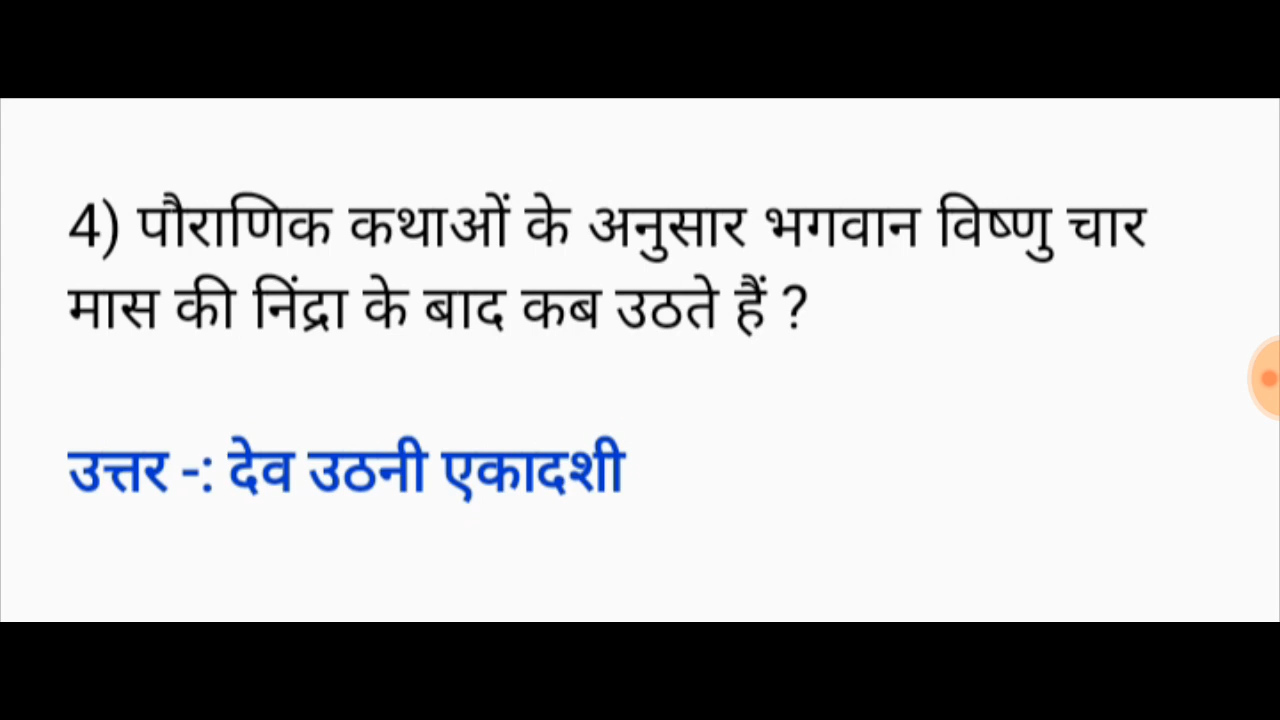 4) पौराणिक कथाओं के अनुसार भगवान विष्णु चार
मास की निंद्रा के बाद कब उठते हैं ?
उत्तर -: देव उठनी एकादशी